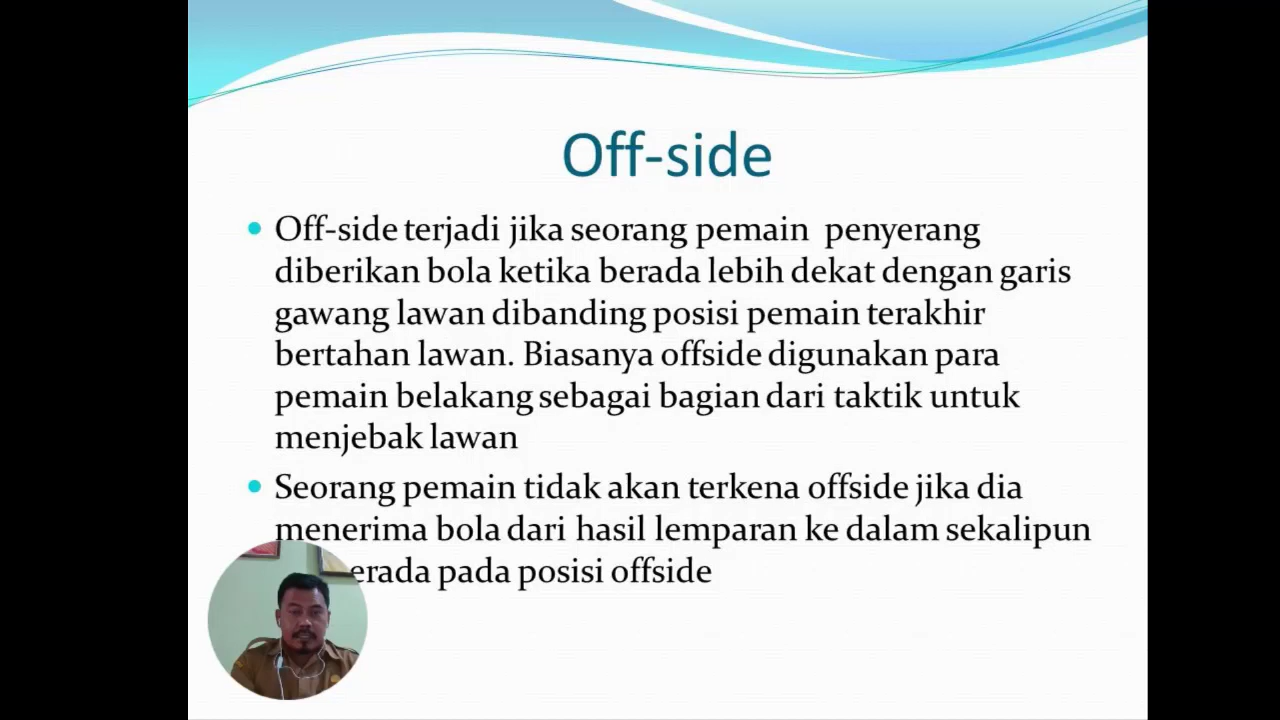 Off-side
Off-side terjadi jika seorang pemain penyerang
diberikan bola ketika berada lebih dekat dengan garis
gawang lawan dibanding posisi pemain terakhir
bertahan lawan. Biasanya offside digunakan para
pemain belakang sebagai bagian dari taktik untuk
menjebak lawan
Seorang pemain tidak akan terkena offside jika dia
menerima bola dari hasil lemparan ke dalam sekalipun
erada pada posisi offside